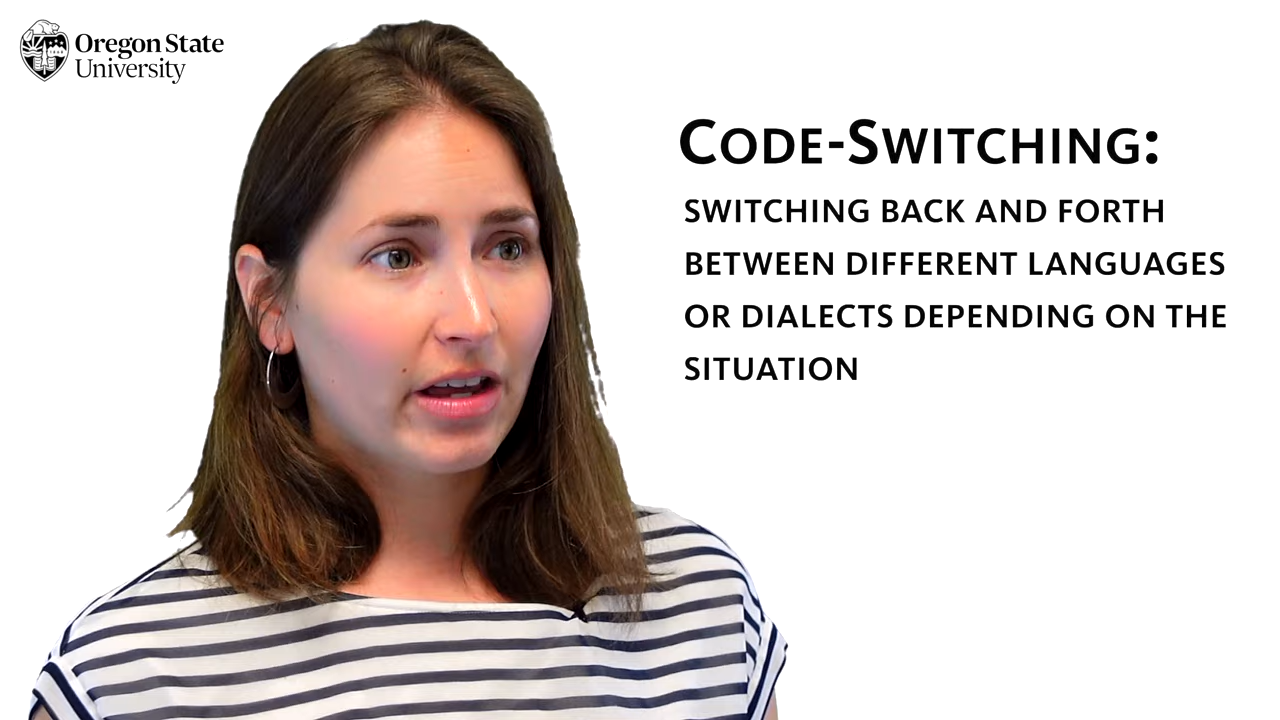 Oregon State
University
CODE-SWITCHING:
SWITCHING BACK AND FORTH
BETWEEN DIFFERENT LANGUAGES
OR DIALECTS DEPENDING ON THE
SITUATION